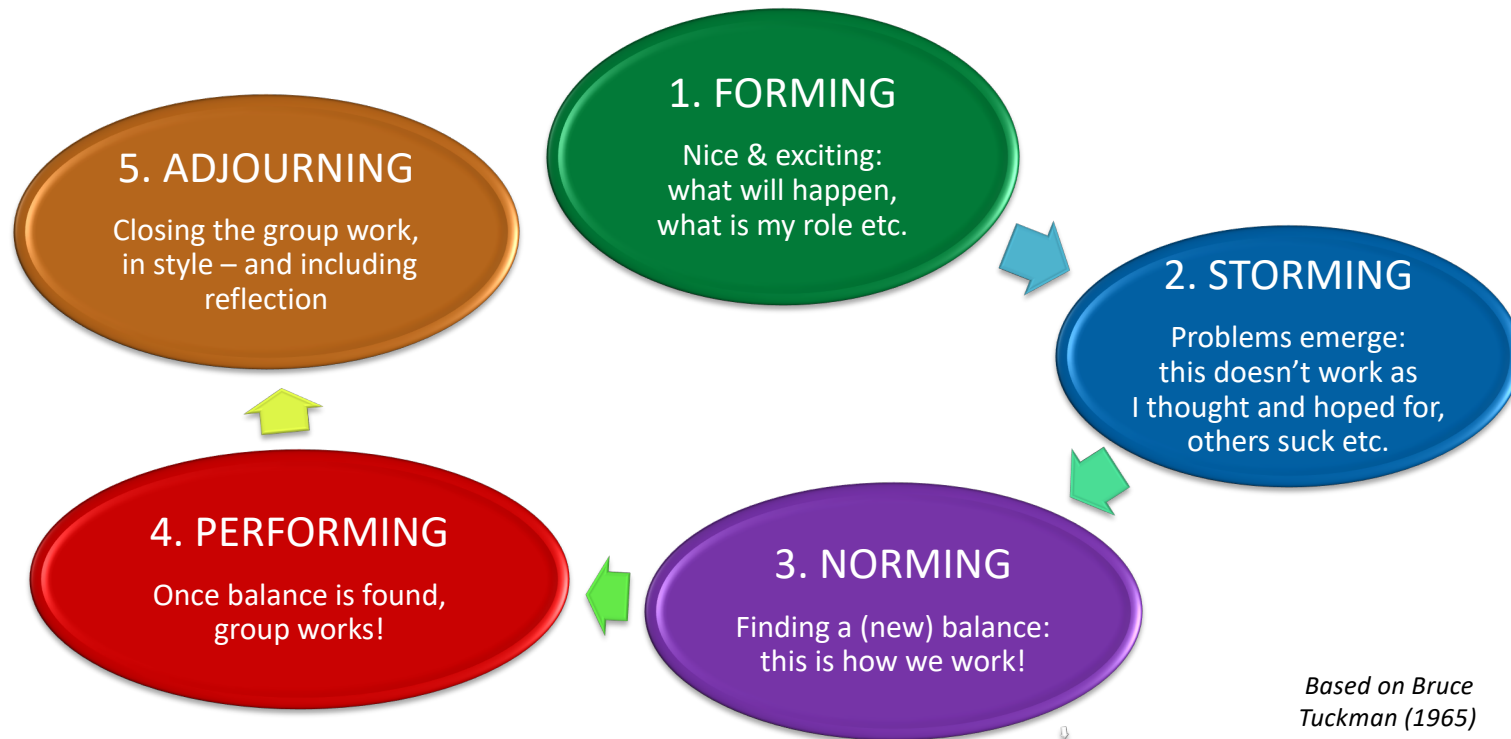 1. FORMING
Nice & exciting:
what will happen,
what is my role etc.
2. STORMING
Problems emerge:
this doesn’t work as
I thought and hoped for,
others suck etc.
3. NORMING
Finding a (new) balance:
this is how we work!
4. PERFORMING
Once balance is found,
group works!
5. ADJOURNING
Closing the group work,
in style – and including
reflection
Based on Bruce
Tuckman (1965)